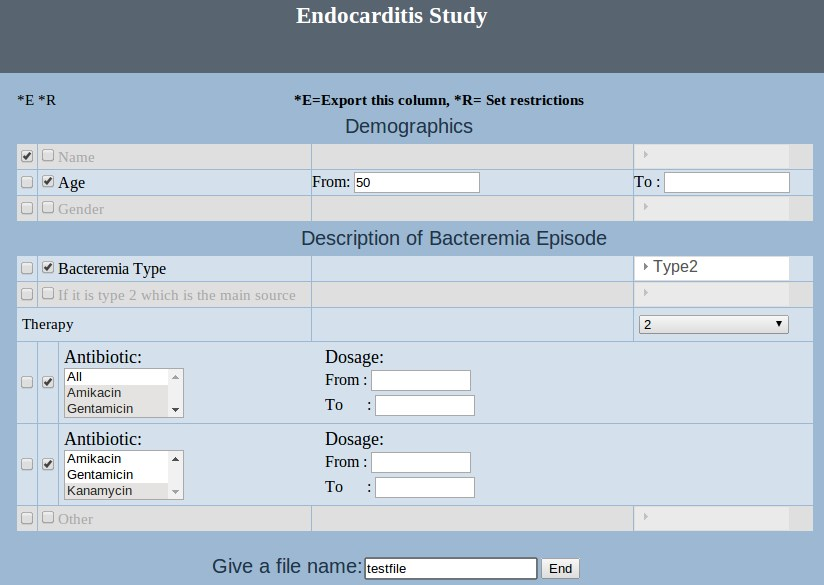 Endocarditis Study
*E *R *E=Export this column, *R= Set restrictions
Demographics
Name
Age From: 50 To :
Gender
Description of Bacteremia Episode
Bacteremia Type Type2
If it is type 2 which is the main source
Therapy 2
Antibiotic: Dosage:
All
From :
Amikacin
To :
Gentamicin
Antibiotic: Dosage:
Amikacin
From :
Gentamicin
To :
Kanamycin
Other
Give a file name: testfile End